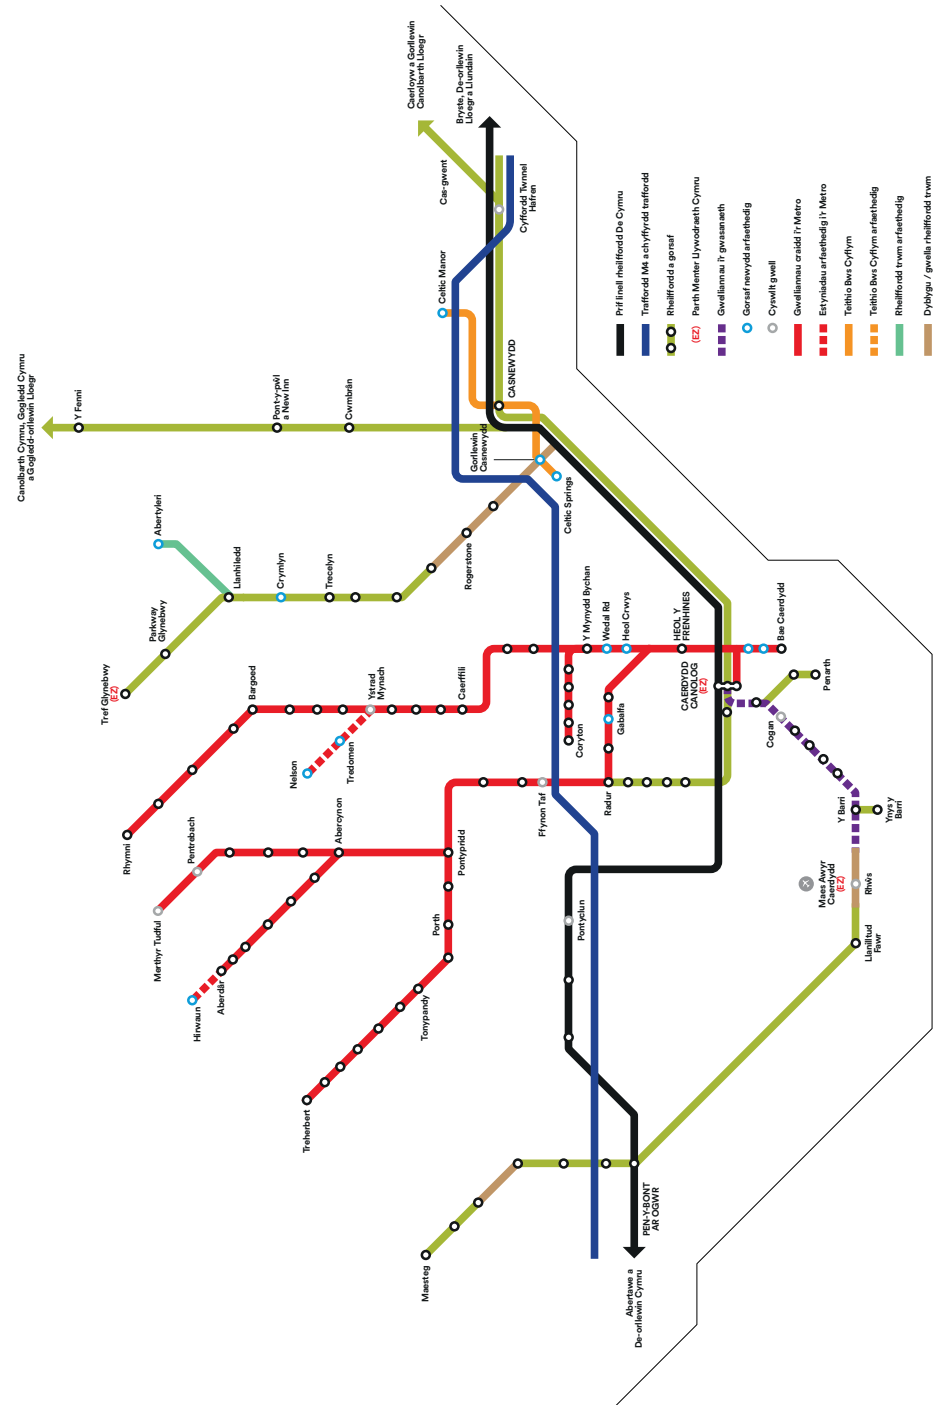 Canolbarth Cymru, Gogledd Cymru
a Gogledd-orllewin Lloegr
Y Fenni
Pont-y-pŵl
a New Inn
Cwmbrân
Caerloyw a Gorllewin
Canolbarth Lloegr
Bryste, De-orllewin
Lloegr a Llundain
Cas-gwent
Cyffordd Twnnel
Hafren
Celtic Manor
CASNEWYDD
Gorllewin
Casnewydd
Celtic Springs
Abertyleri
Llanhiledd
Crymlyn
Trecelyn
Rogerstone
Parkway
Glynebwy
Tref Glynebwy
(EZ)
Bargoed
Ystrad
Mynach
Caerffili
Nelson
Tredomen
Rhymni
Y Mynydd Bychan
Wedal Rd
Heol Crwys
HEOL Y
FRENHINES
Bae Caerdydd
CAERDYDD
CANOLOG
(EZ)
Coryton
Gabalfa
Radur
Ffynon Taf
Penarth
Cogan
Y Barri
Ynys y
Barri
Maes Awyr
Caerdydd
(EZ)
Rhŵs
Llanilltud
Fawr
Merthyr Tudful
Pentrebach
Abercynon
Pontypridd
Porth
Hirwaun
Aberdâr
Tonypandy
Treherbert
Pontyclun
Maesteg
PEN-Y-BONT
AR OGWR
Abertawe a
De-orllewin Cymru
Prif linell rheilffordd De Cymru
Traffordd M4 a chyffyrdd traffordd
Rheilffordd a gorsaf
(EZ) Parth Menter Llywodraeth Cymru
Gwelliannau i'r gwasanaeth
Gorsaf newydd arfaethedig
Cyswllt gwell
Gwelliannau craidd i'r Metro
Estyniadau arfaethedig i'r Metro
Teithio Bws Cyflym
Teithio Bws Cyflym arfaethedig
Rheilffordd trwm arfaethedig
Dyblygu / gwella rheilffordd trwm